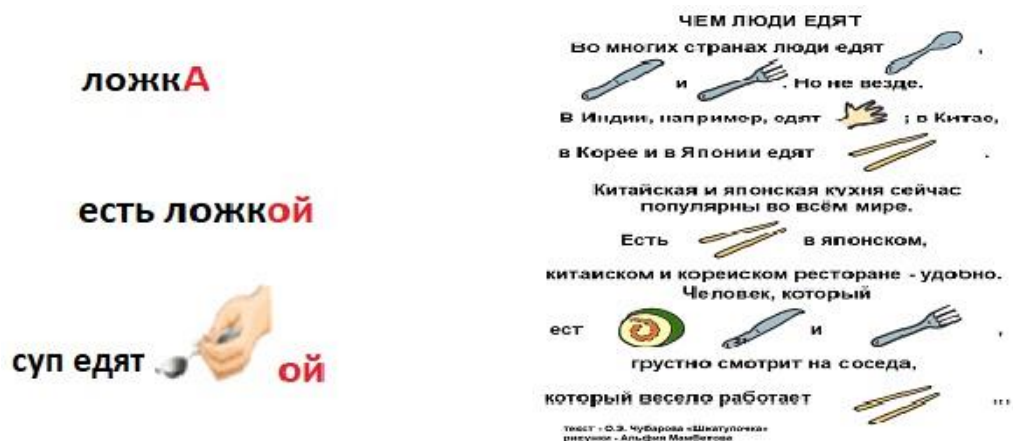 ложкА
есть ложкой
суп едят ой
ЧЕМ ЛЮДИ ЕДЯТ
Во многих странах люди едят ,
и . Но не везде.
В Индии, например, едят ; в Китае,
в Корее и в Японии едят .
Китайская и японская кухня сейчас
популярны во всём мире.
Есть в японском,
китайском и корейском ресторане - удобно.
Человек, который
ест и ,
грустно смотрит на соседа,
который весело работает ...
текст - О.Э. Чубарова «Шкатулочка»
рисунки - Альфия Мамбетова